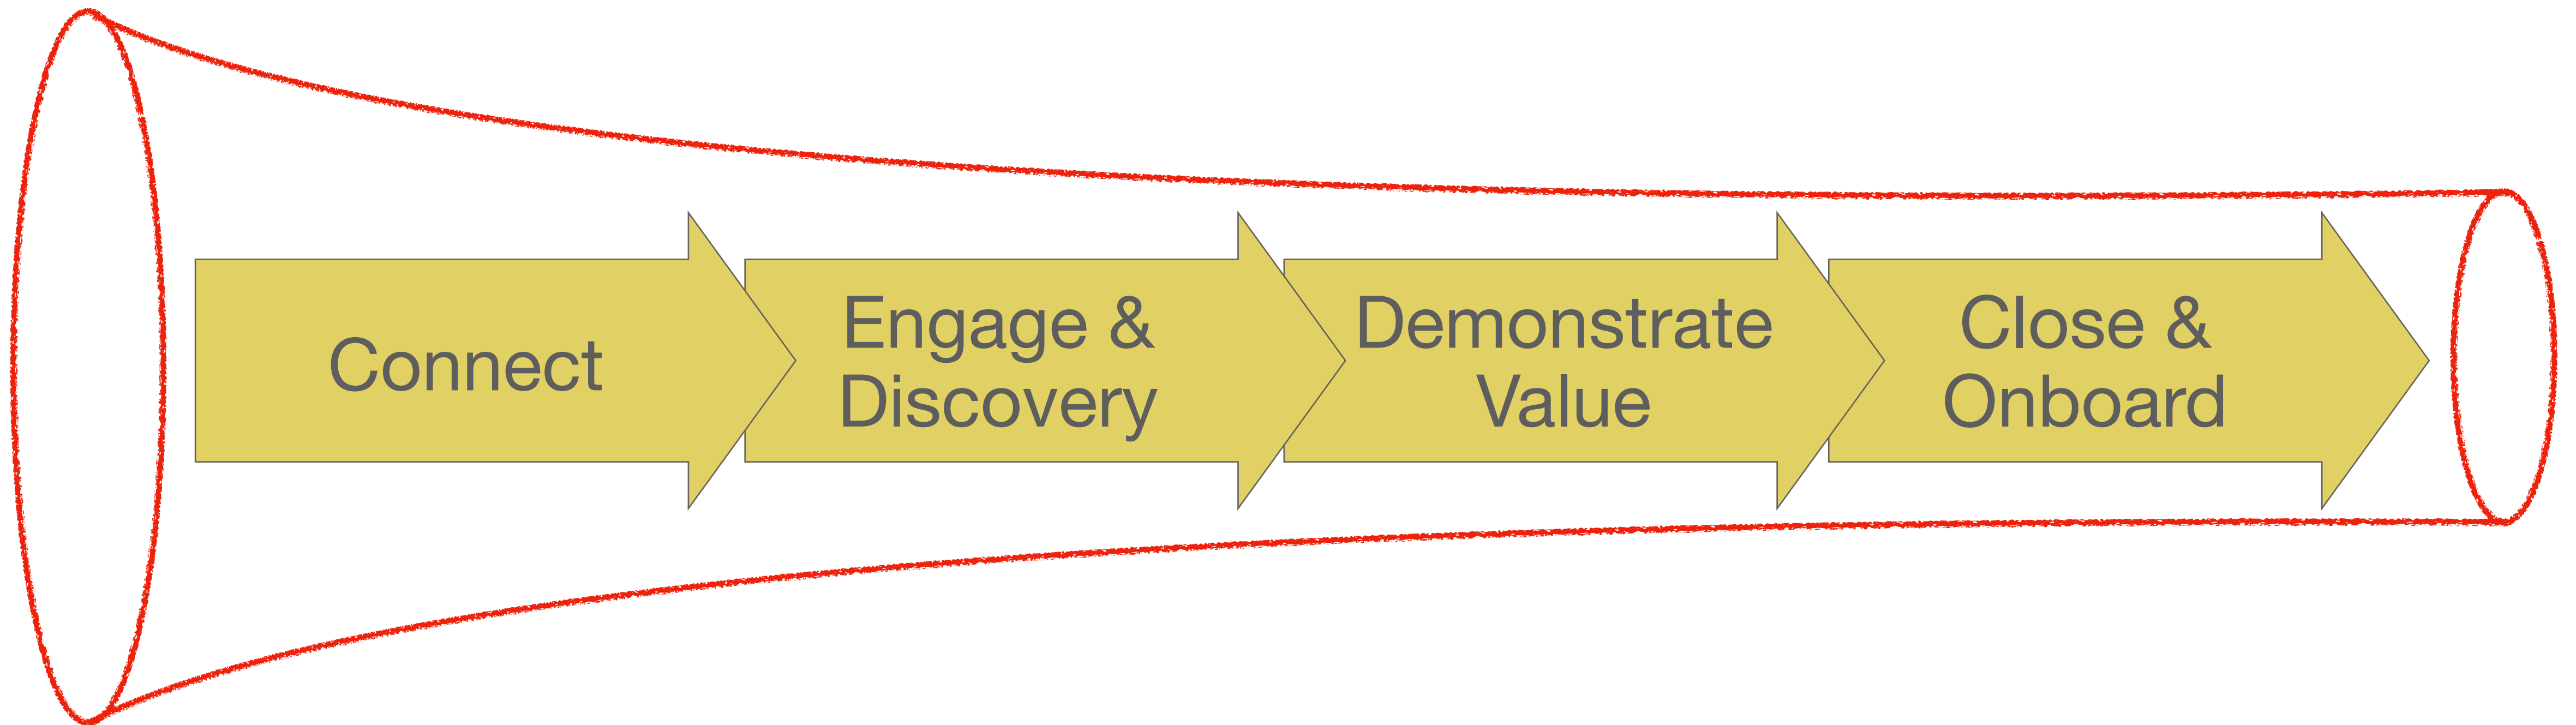 Connect
Engage &
Discovery
Demonstrate
Value
Close &
Onboard